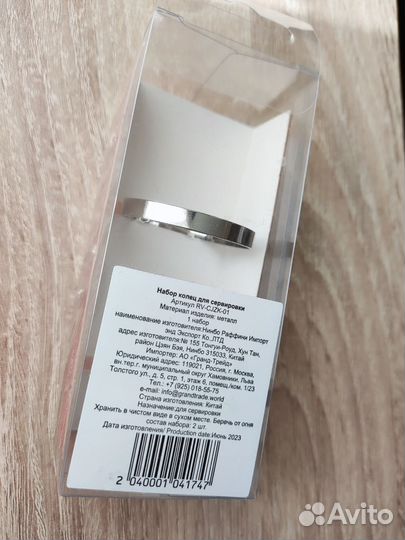 Набор колец для сервировки
Артикул RV-CJZK-01
Материал изделия: металл
1 набор
наименование изготовителя:Нинбо Раффини Импорт
энд Экспорт Ко.,ЛТД
адрес изготовителя:№ 155 Тонгуи-Роуд, Хун Тан,
район Цзян Бэя, Нинбо 315033, Китай
Импортер: АО «Гранд-Трейд»
Юридический адрес: 119021, Россия, г. Москва,
вн.тер.г. муниципальный округ Хамовники, Льва
Толстого ул., д. 5, стр. 1, этаж 6, помещ./ком. 1/23
Тел.: +7 (925) 018-55-75
e-mail: info@grandtrade.world
Страна изготовления: Китай
Назначение:для сервировки
Хранить в чистом виде в сухом месте. Беречь от огня
состав набора: 2 шт.
Дата изготовления/ Production date:Июнь 2023
2 040001 041747
Avito